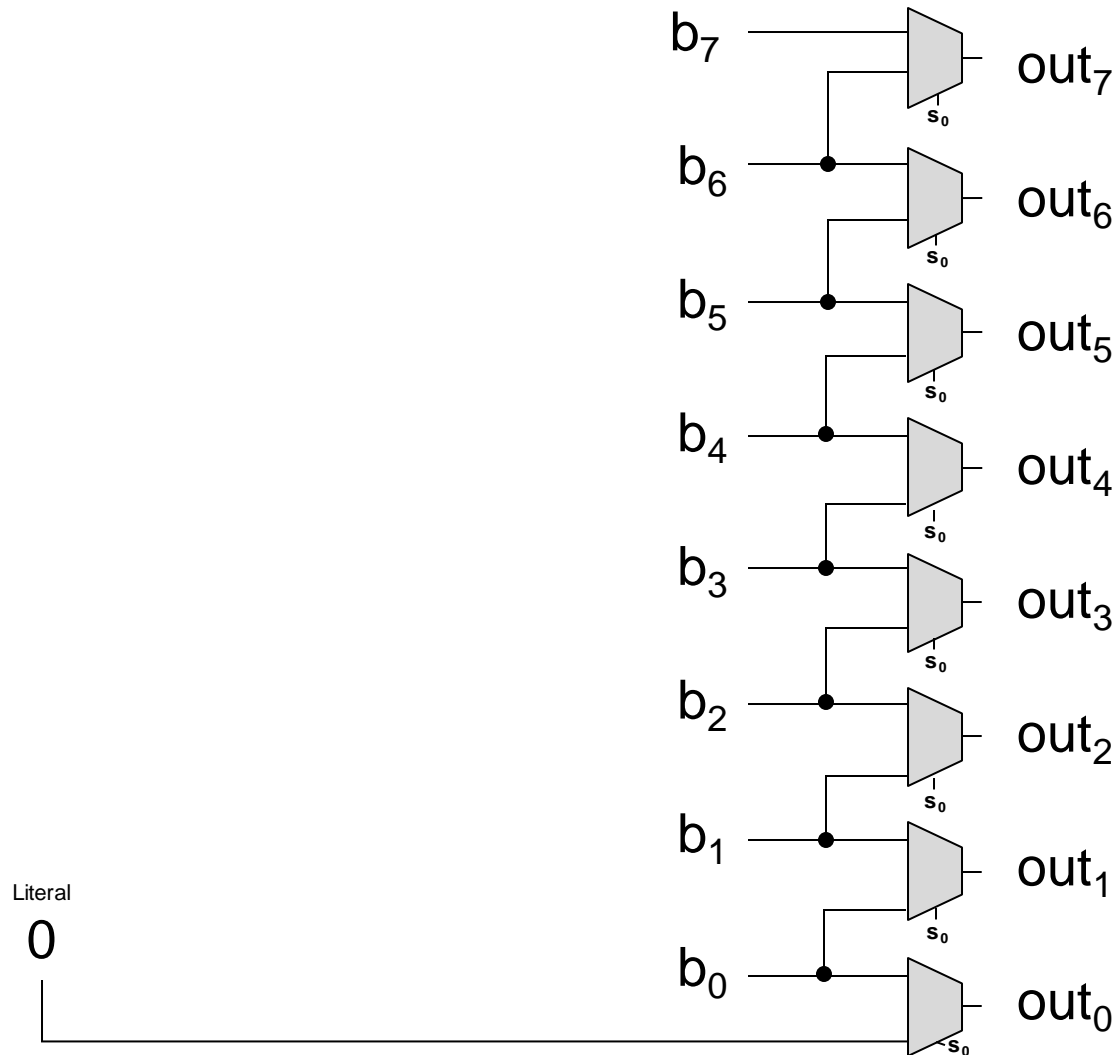 b₇ out₇
s₀
b₆ out₆
s₀
b₅ out₅
s₀
b₄ out₄
s₀
b₃ out₃
s₀
b₂ out₂
s₀
b₁ out₁
Literal
0
s₀
b₀ out₀
s₀